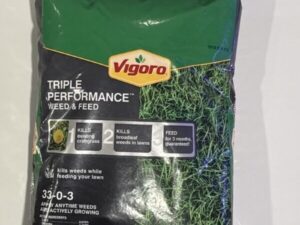 Vigoro
TRIPLE
PERFORMANCE™
WEED & FEED
KILLS
existing crabgrass
2
KILLS
broadleaf
weeds in lawns
FEED
for 3 months,
guaranteed!
kills weeds while
feeding your lawn
33-0-3
APPLY ANYTIME WEEDS
ARE ACTIVELY GROWING